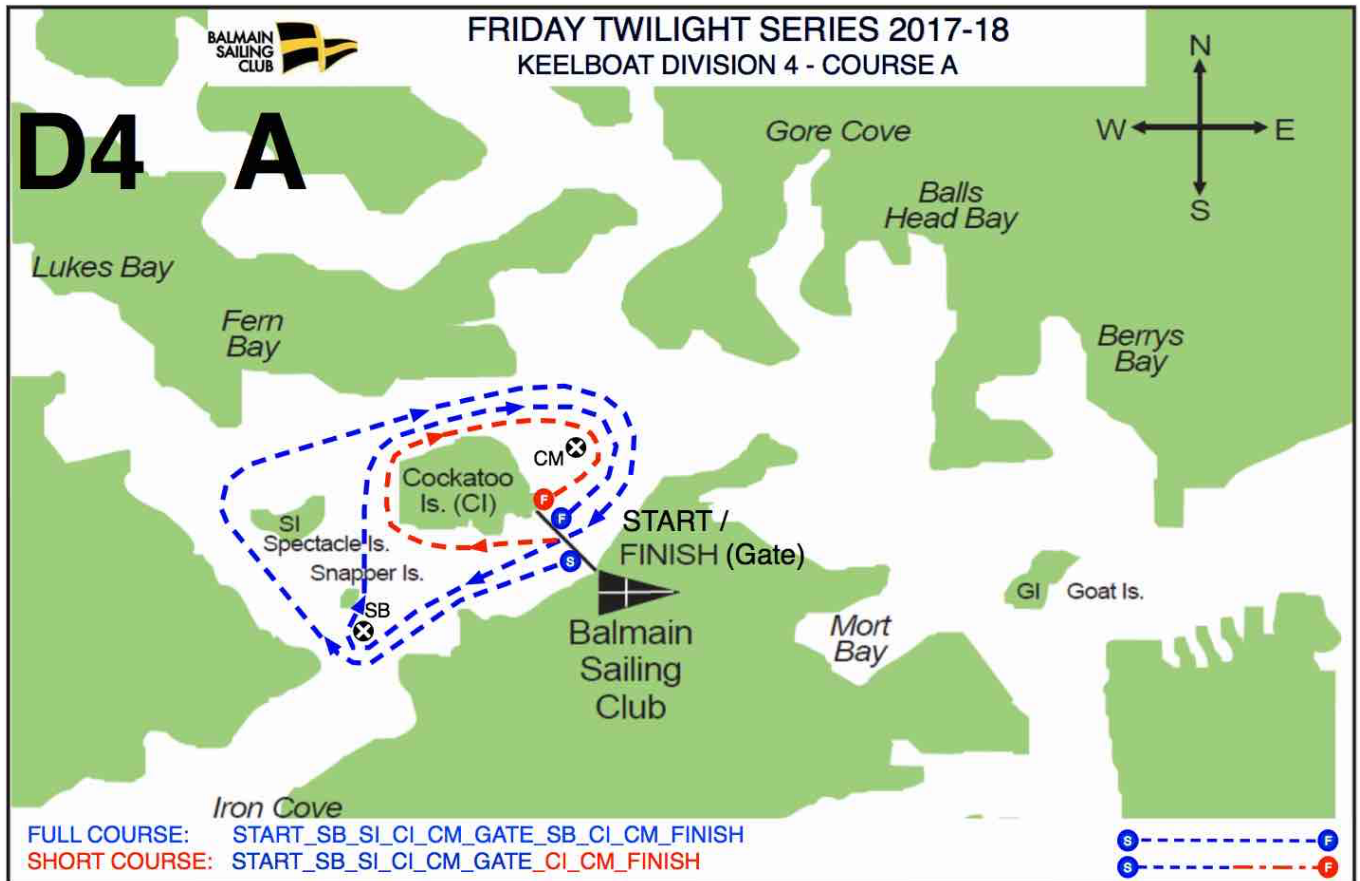 BALMAIN
SAILING
CLUB
FRIDAY TWILIGHT SERIES 2017-18
KEELBOAT DIVISION 4 - COURSE A
D4 A
N
W E
S
Gore Cove
Balls
Head Bay
Lukes Bay
Fern
Bay
Berrys
Bay
CM
Cockatoo
Is. (CI)
F
F
S
START /
FINISH (Gate)
SI
Spectacle Is.
Snapper Is.
SB
GI Goat Is.
Balmain
Sailing
Club
Mort
Bay
Iron Cove
FULL COURSE: START_SB_SI_CI_CM_GATE_SB_CI_CM_FINISH
S F
SHORT COURSE: START_SB_SI_CI_CM_GATE_CI_CM_FINISH
S F